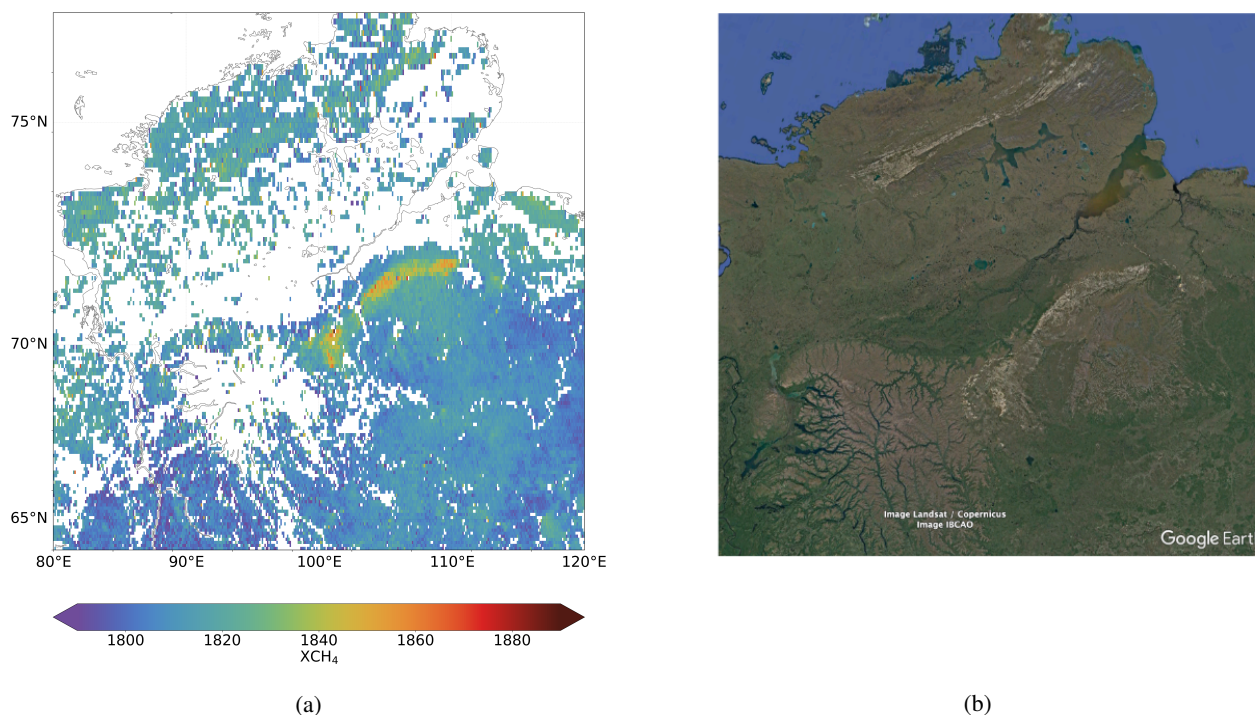 75°N
70°N
65°N
80°E 90°E 100°E 110°E 120°E
1800 1820 1840 1860 1880
XCH₄
(a)
Image Landsat / Copernicus
Image IBCAO
Google Eart
(b)